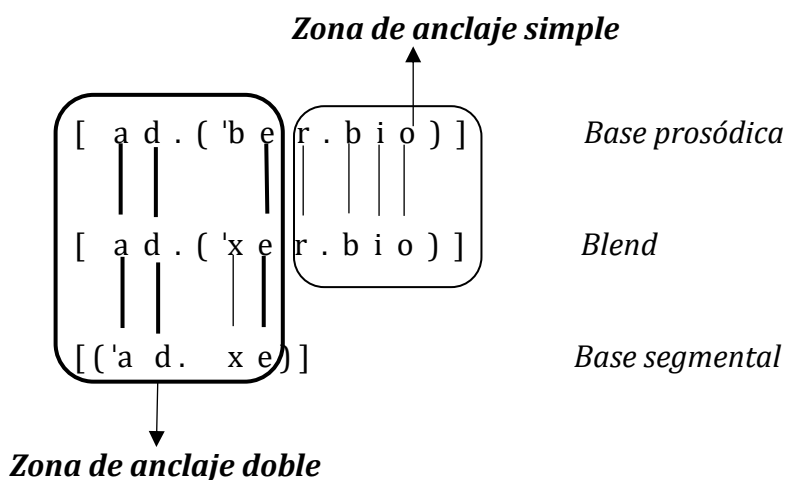 Zona de anclaje simple
[ a d . ( ˈb e r . b i o ) ] Base prosódica
[ a d . ( ˈx e r . b i o ) ] Blend
[ ( ˈa d . x e ) ] Base segmental
Zona de anclaje doble